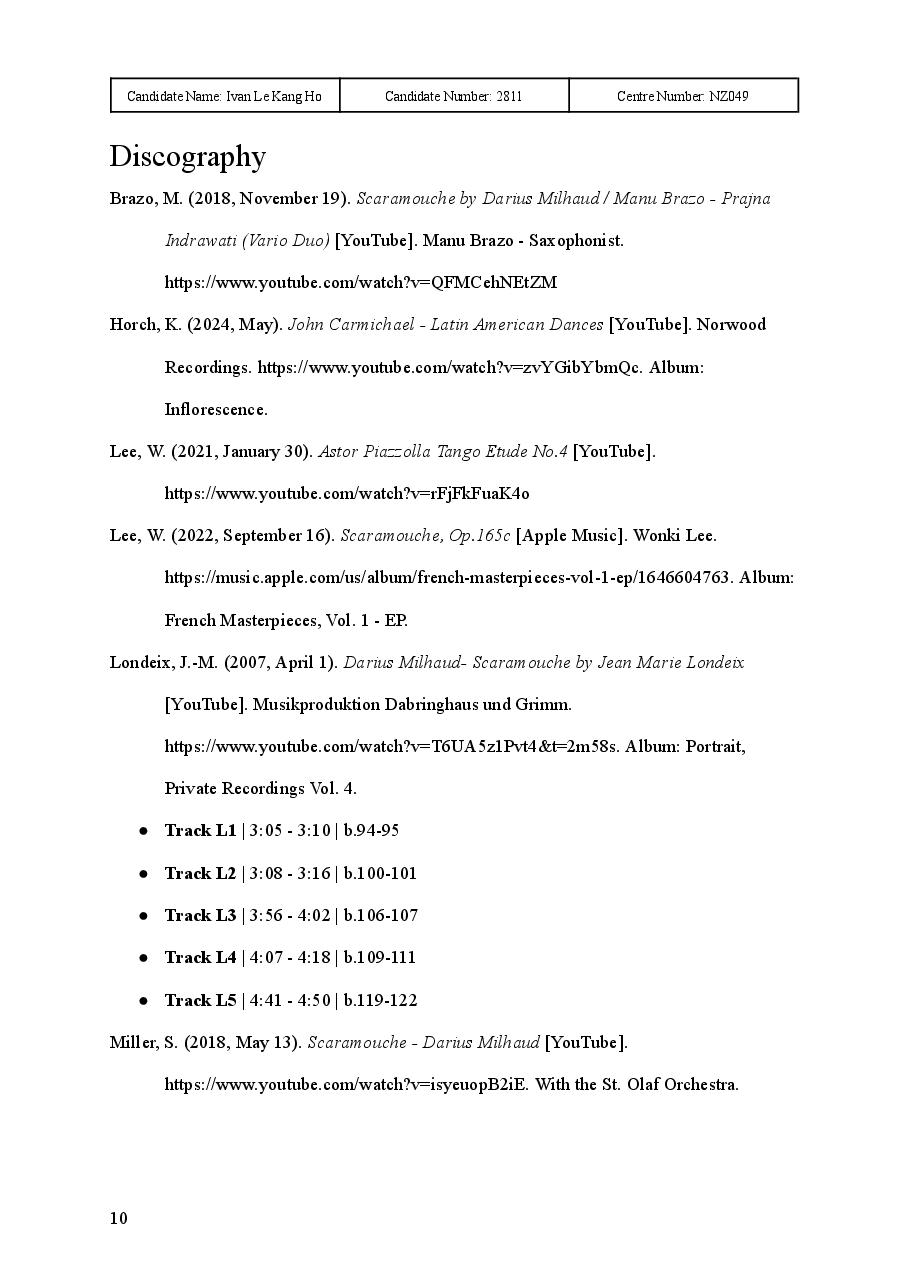 Candidate Name: Ivan Le Kang Ho
Candidate Number: 2811
Centre Number: NZ049
Discography
Brazo, M. (2018, November 19). Scaramouche by Darius Milhaud / Manu Brazo - Prajna
Indrawati (Vario Duo) [YouTube]. Manu Brazo - Saxophonist.
https://www.youtube.com/watch?v=QFMCehNEtZM
Horch, K. (2024, May). John Carmichael - Latin American Dances [YouTube]. Norwood
Recordings. https://www.youtube.com/watch?v=zvYGibYbmQc. Album:
Inflorescence.
Lee, W. (2021, January 30). Astor Piazzolla Tango Etude No.4 [YouTube].
https://www.youtube.com/watch?v=rFjFkFuaK4o
Lee, W. (2022, September 16). Scaramouche, Op.165c [Apple Music]. Wonki Lee.
https://music.apple.com/us/album/french-masterpieces-vol-1-ep/1646604763. Album:
French Masterpieces, Vol. 1 - EP.
Londeix, J.-M. (2007, April 1). Darius Milhaud- Scaramouche by Jean Marie Londeix
[YouTube]. Musikproduktion Dabringhaus und Grimm.
https://www.youtube.com/watch?v=T6UA5z1Pvt4&t=2m58s. Album: Portrait,
Private Recordings Vol. 4.
● Track L1 | 3:05 - 3:10 | b.94-95
● Track L2 | 3:08 - 3:16 | b.100-101
● Track L3 | 3:56 - 4:02 | b.106-107
● Track L4 | 4:07 - 4:18 | b.109-111
● Track L5 | 4:41 - 4:50 | b.119-122
Miller, S. (2018, May 13). Scaramouche - Darius Milhaud [YouTube].
https://www.youtube.com/watch?v=isyeuopB2iE. With the St. Olaf Orchestra.
10